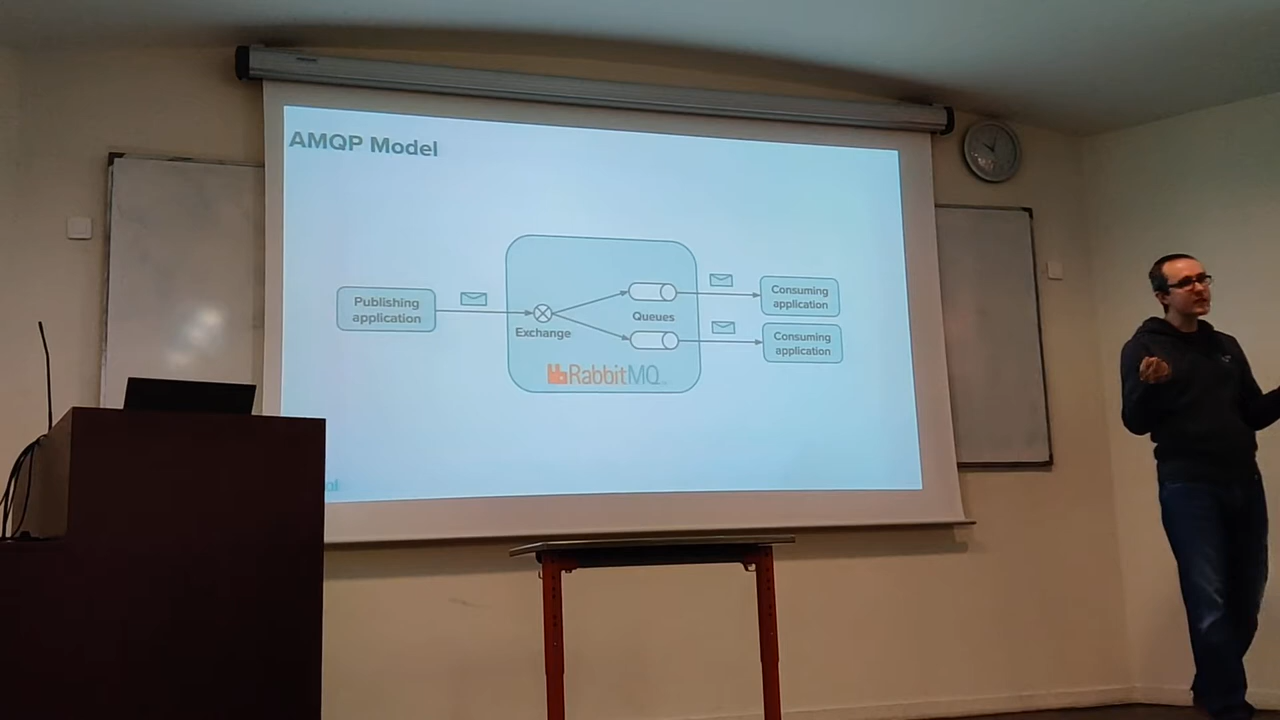 AMQP Model
Publishing
application
Exchange
Queues
Consuming
application
Consuming
application
RabbitMQ